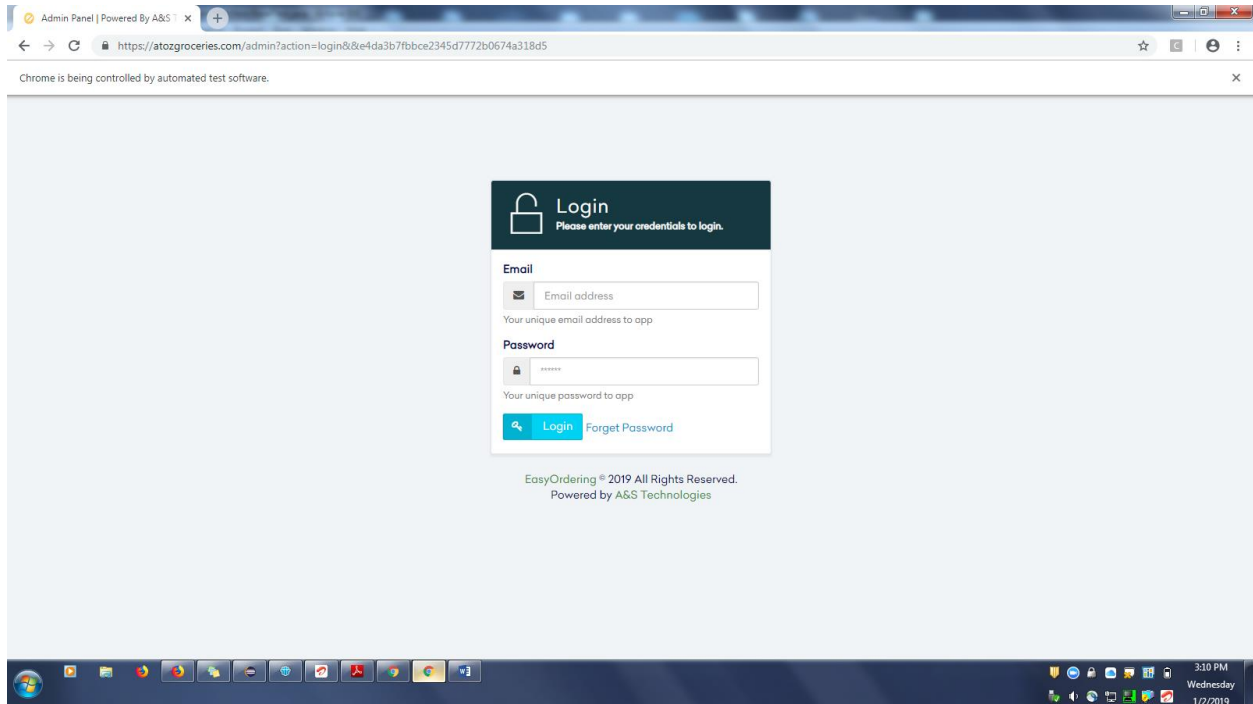 Admin Panel | Powered By A&S T
https://atozgroceries.com/admin?action=login&&e4da3b7fbbce2345d7772b0674a318d5
Chrome is being controlled by automated test software.
Login
Please enter your credentials to login.
Email
Email address
Your unique email address to app
Password
******
Your unique password to app
Login Forget Password
EasyOrdering © 2019 All Rights Reserved.
Powered by A&S Technologies
3:10 PM
Wednesday
1/2/2019